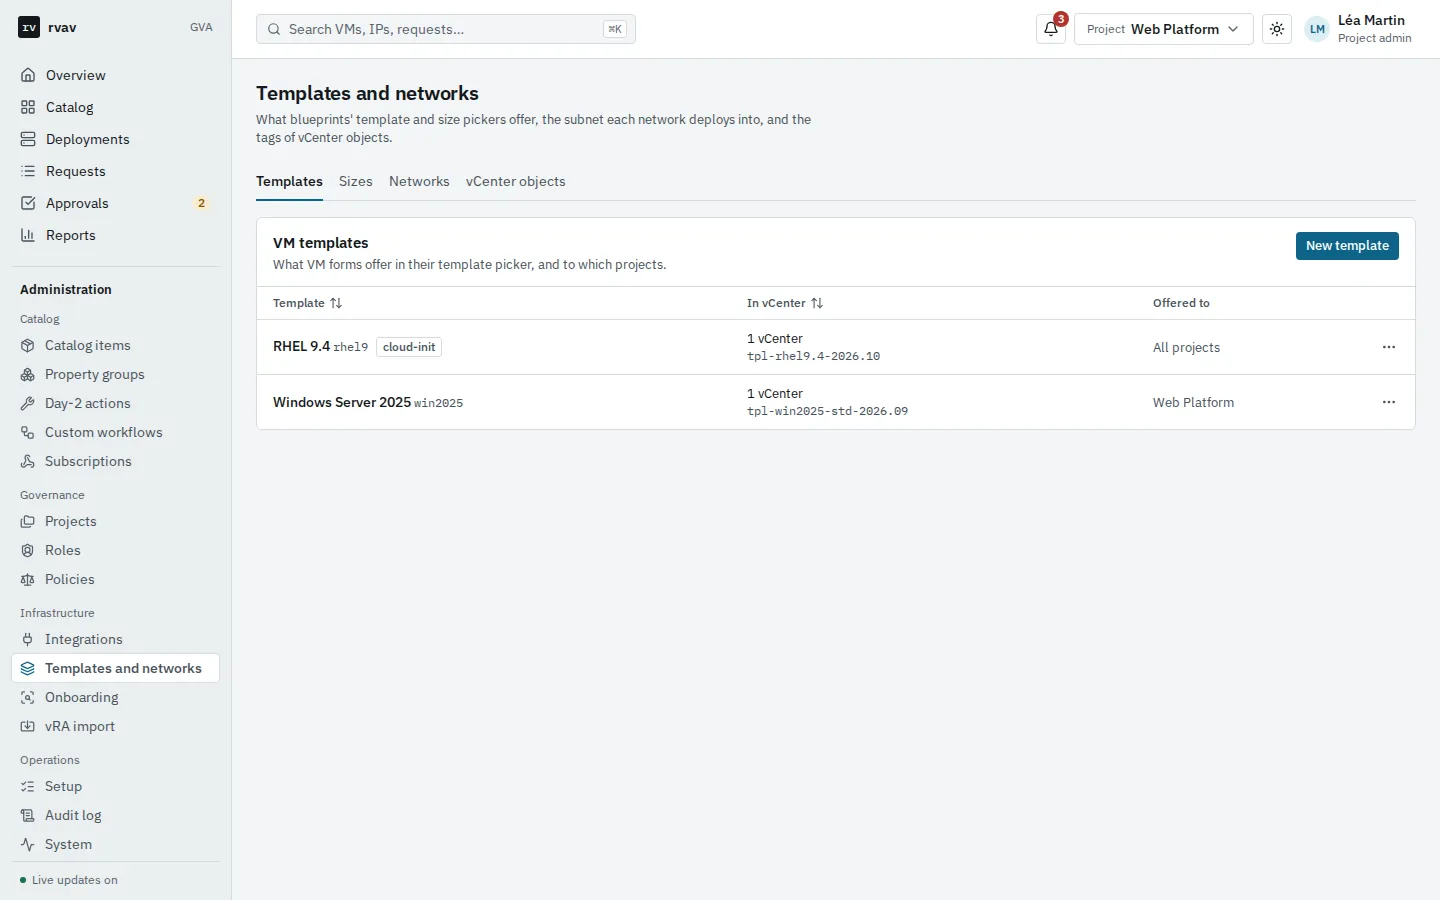 rv rvav GVA
Overview
Catalog
Deployments
Requests
Approvals 2
Reports
Administration
Catalog
Catalog items
Property groups
Day-2 actions
Custom workflows
Subscriptions
Governance
Projects
Roles
Policies
Infrastructure
Integrations
Templates and networks
Onboarding
vRA import
Operations
Setup
Audit log
System
Live updates on
Search VMs, IPs, requests... ⌘K
3
Project Web Platform
LM
Léa Martin
Project admin
Templates and networks
What blueprints' template and size pickers offer, the subnet each network deploys into, and the
tags of vCenter objects.
Templates Sizes Networks vCenter objects
VM templates
What VM forms offer in their template picker, and to which projects.
New template
Template In vCenter Offered to
RHEL 9.4 rhel9 cloud-init
1 vCenter
tpl-rhel9.4-2026.10
All projects
Windows Server 2025 win2025
1 vCenter
tpl-win2025-std-2026.09
Web Platform